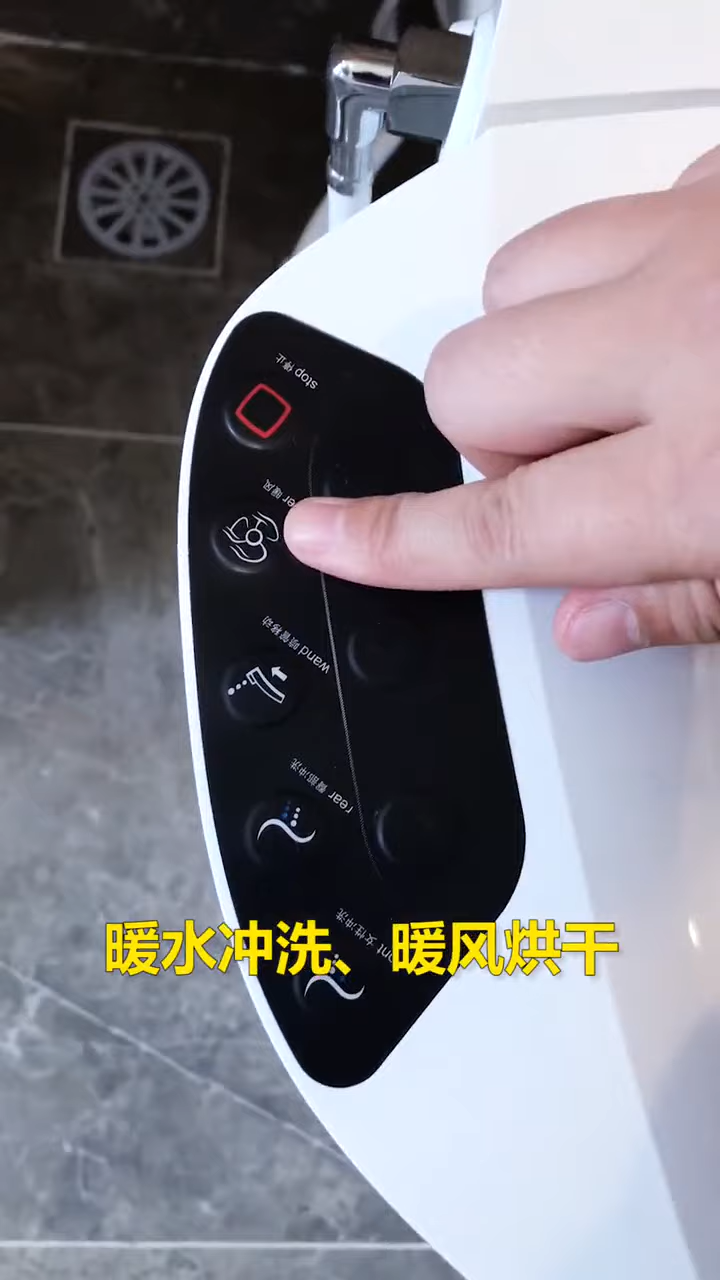 stop 停止
er 暖风
wand 喷管移动
rear 臀部冲洗
ont 女性冲洗
暖水冲洗、暖风烘干